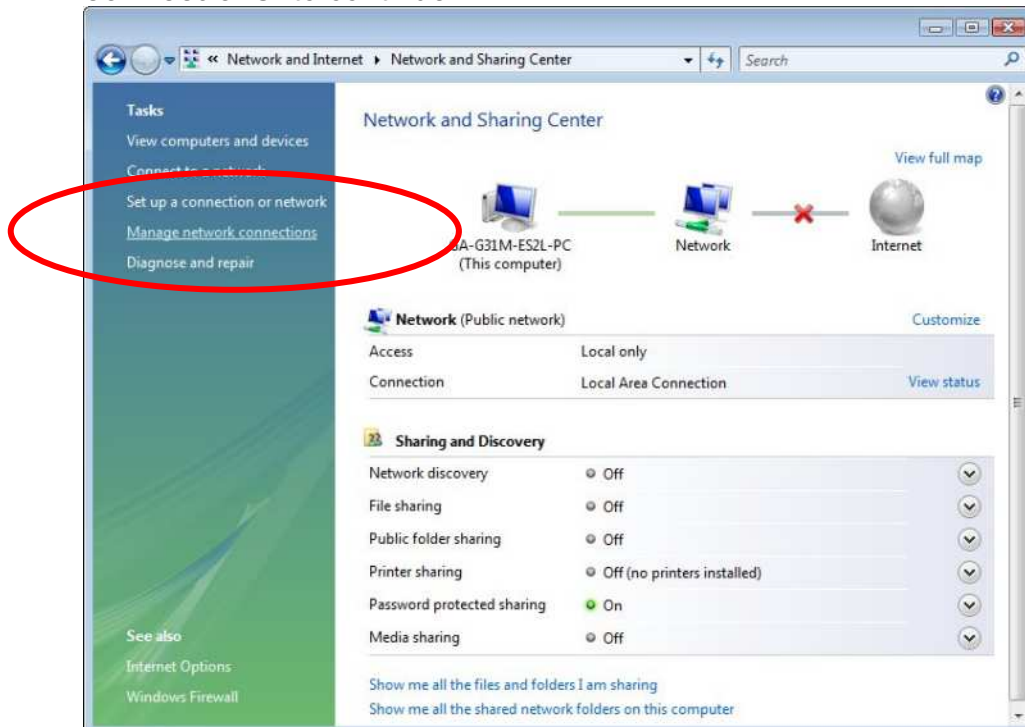 « Network and Internet ▸ Network and Sharing Center
Search
Tasks
View computers and devices
Connect to a network
Set up a connection or network
Manage network connections
Diagnose and repair
See also
Internet Options
Windows Firewall
Network and Sharing Center
View full map
(This computer)
Network
Internet
Network (Public network)
Customize
Access Local only
Connection Local Area Connection View status
Sharing and Discovery
Network discovery Off
File sharing Off
Public folder sharing Off
Printer sharing Off (no printers installed)
Password protected sharing On
Media sharing Off
Show me all the files and folders I am sharing
Show me all the shared network folders on this computer